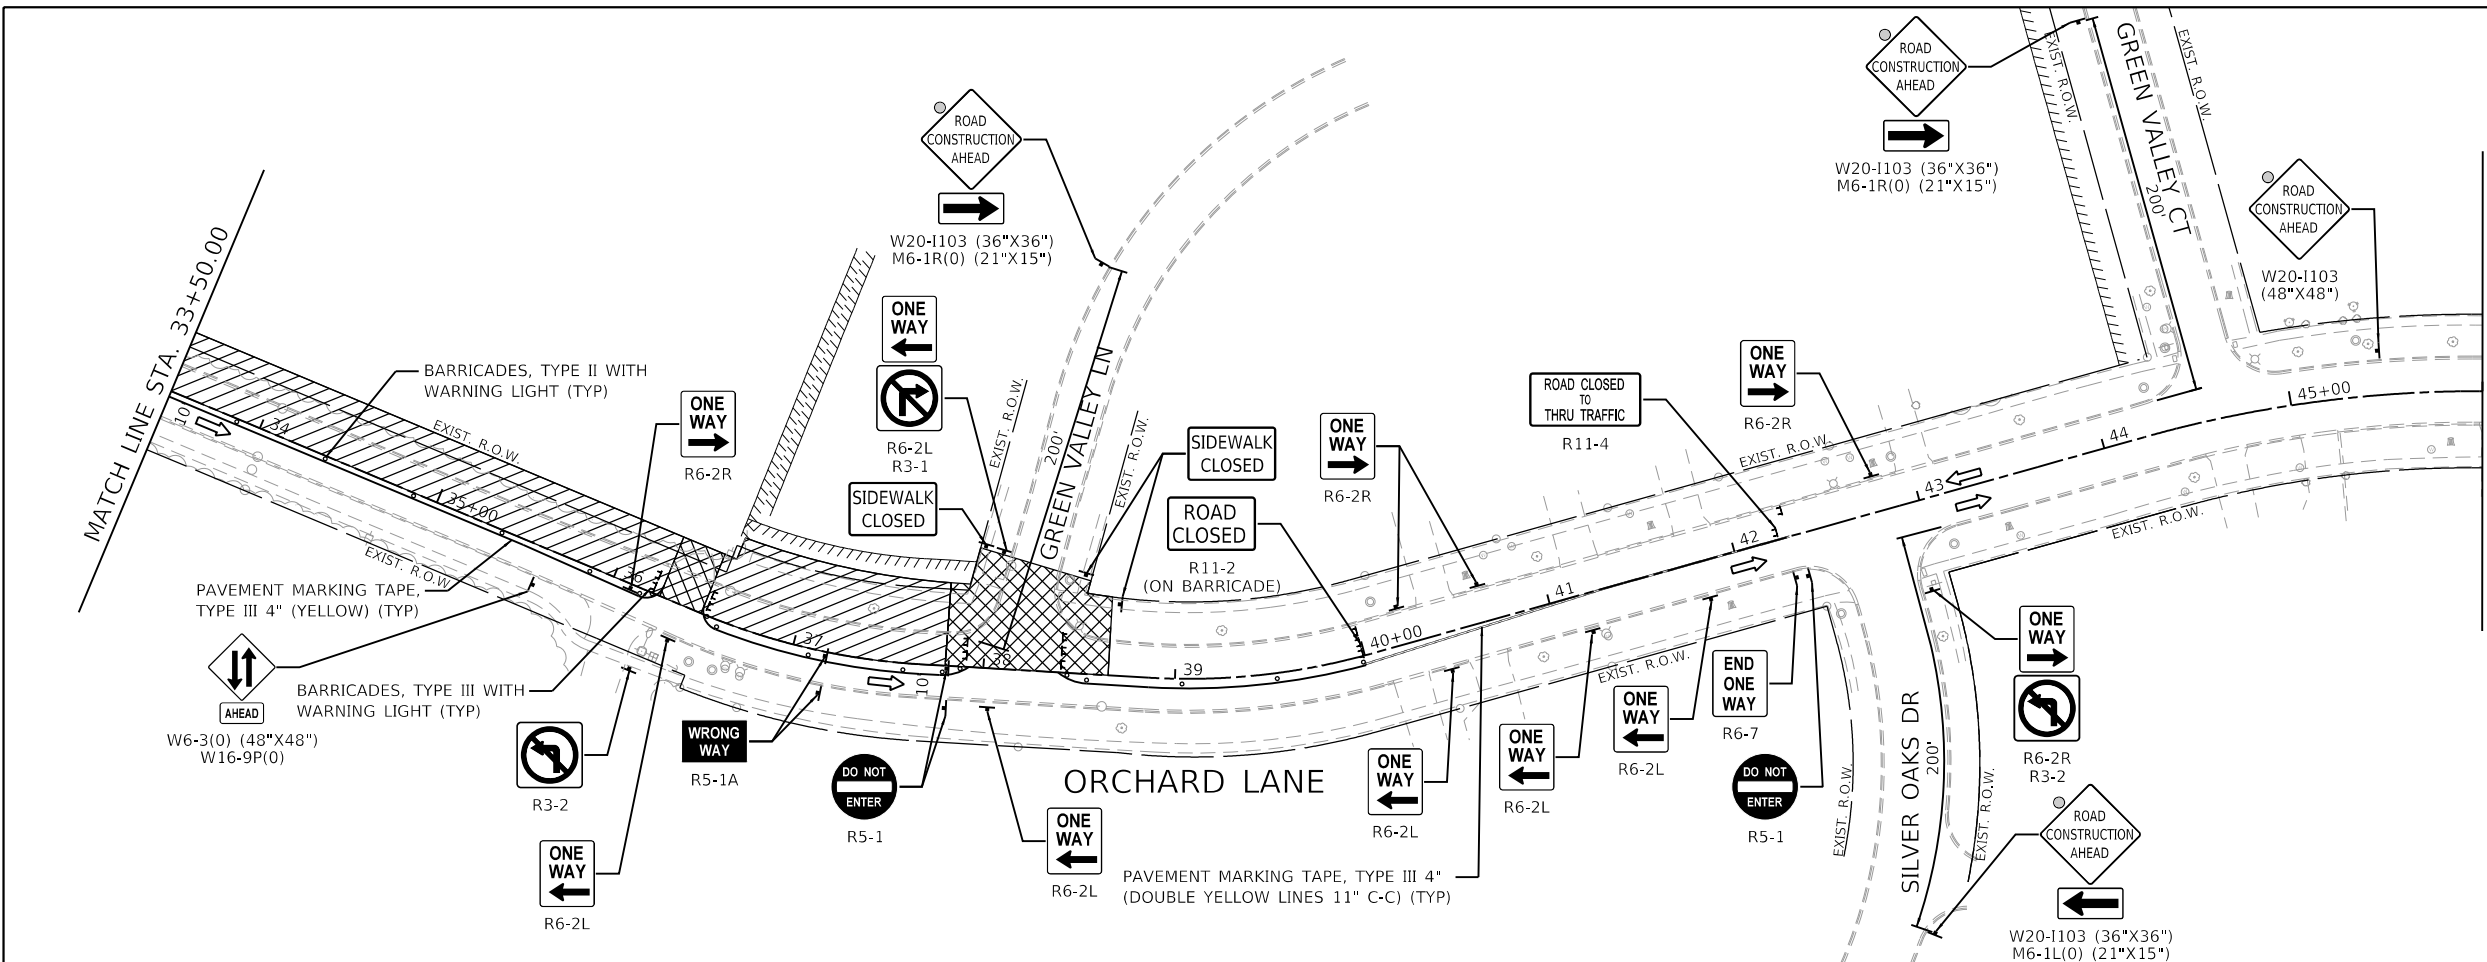 MATCH LINE STA. 33+50.00
10
34
EXIST. R.O.W.
BARRICADES, TYPE II WITH
WARNING LIGHT (TYP)
35+00
EXIST. R.O.W.
PAVEMENT MARKING TAPE,
TYPE III 4" (YELLOW) (TYP)
36
AHEAD
W6-3(0) (48"X48")
W16-9P(0)
BARRICADES, TYPE III WITH
WARNING LIGHT (TYP)
R3-2
ONE
WAY
R6-2L
ONE
WAY
R6-2R
WRONG
WAY
R5-1A
37
10'
DO NOT
ENTER
R5-1
ROAD
CONSTRUCTION
AHEAD
W20-I103 (36"X36")
M6-1R(0) (21"X15")
ONE
WAY
R6-2L
R3-1
SIDEWALK
CLOSED
EXIST. R.O.W.
200'
GREEN VALLEY LN
EXIST. R.O.W.
38
SIDEWALK
CLOSED
ROAD
CLOSED
R11-2
(ON BARRICADE)
39
ONE
WAY
R6-2L
ORCHARD LANE
PAVEMENT MARKING TAPE, TYPE III 4"
(DOUBLE YELLOW LINES 11" C-C) (TYP)
ONE
WAY
R6-2R
40+00
41
42
43
44
45+00
ONE
WAY
R6-2L
ONE
WAY
R6-2L
ONE
WAY
R6-2L
EXIST. R.O.W.
END
ONE
WAY
R6-7
DO NOT
ENTER
R5-1
ROAD CLOSED
TO
THRU TRAFFIC
R11-4
ONE
WAY
R6-2R
EXIST. R.O.W.
ROAD
CONSTRUCTION
AHEAD
W20-I103 (36"X36")
M6-1R(0) (21"X15")
EXIST. R.O.W.
GREEN VALLEY CT
200'
EXIST. R.O.W.
ROAD
CONSTRUCTION
AHEAD
W20-I103
(48"X48")
EXIST. R.O.W.
EXIST. R.O.W.
SILVER OAKS DR
200'
EXIST. R.O.W.
ONE
WAY
R6-2R
R3-2
ROAD
CONSTRUCTION
AHEAD
W20-I103 (36"X36")
M6-1L(0) (21"X15")